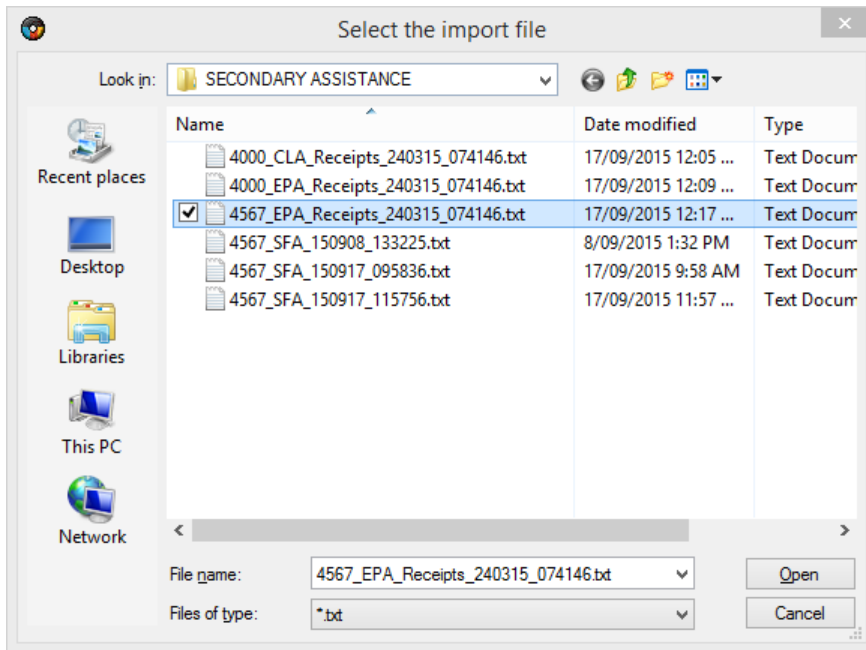 Select the import file
Look in: SECONDARY ASSISTANCE
Name Date modified Type
4000_CLA_Receipts_240315_074146.txt 17/09/2015 12:05 ... Text Docum
4000_EPA_Receipts_240315_074146.txt 17/09/2015 12:09 ... Text Docum
4567_EPA_Receipts_240315_074146.txt 17/09/2015 12:17 ... Text Docum
4567_SFA_150908_133225.txt 8/09/2015 1:32 PM Text Docum
4567_SFA_150917_095836.txt 17/09/2015 9:58 AM Text Docum
4567_SFA_150917_115756.txt 17/09/2015 11:57 ... Text Docum
Recent places
Desktop
Libraries
This PC
Network
File name: 4567_EPA_Receipts_240315_074146.txt Open
Files of type: *.txt Cancel